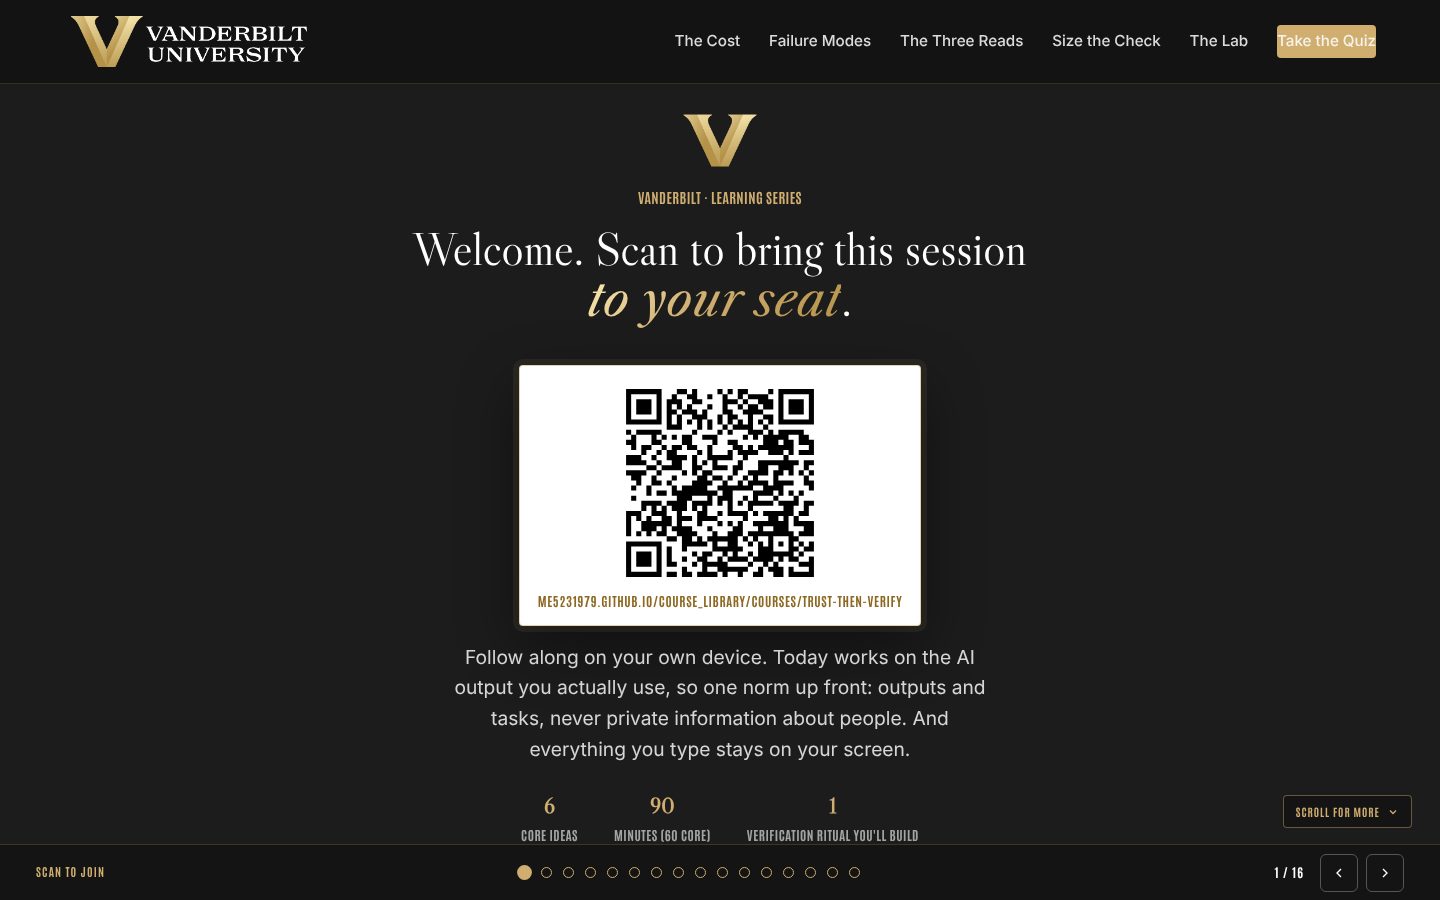 VANDERBILT
UNIVERSITY
The Cost
Failure Modes
The Three Reads
Size the Check
The Lab
Take the Quiz
VANDERBILT · LEARNING SERIES
Welcome. Scan to bring this session
to your seat.
ME5231979.GITHUB.IO/COURSE_LIBRARY/COURSES/TRUST-THEN-VERIFY
Follow along on your own device. Today works on the AI
output you actually use, so one norm up front: outputs and
tasks, never private information about people. And
everything you type stays on your screen.
6
CORE IDEAS
90
MINUTES (60 CORE)
1
VERIFICATION RITUAL YOU'LL BUILD
SCROLL FOR MORE
SCAN TO JOIN
1 / 16